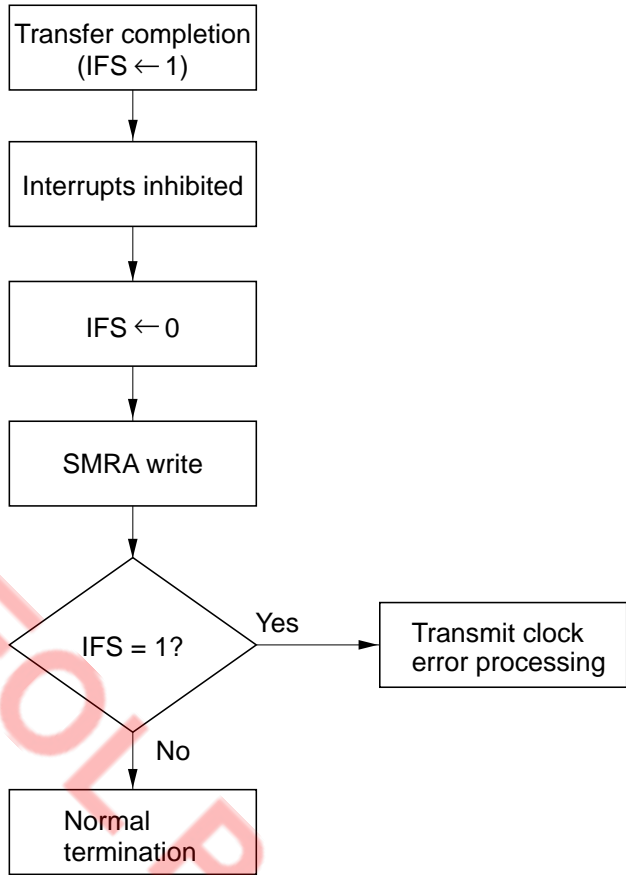 Transfer completion
(IFS ← 1)
Interrupts inhibited
IFS ← 0
SMRA write
IFS = 1?
Yes
Transmit clock
error processing
No
Normal
termination
TOL P